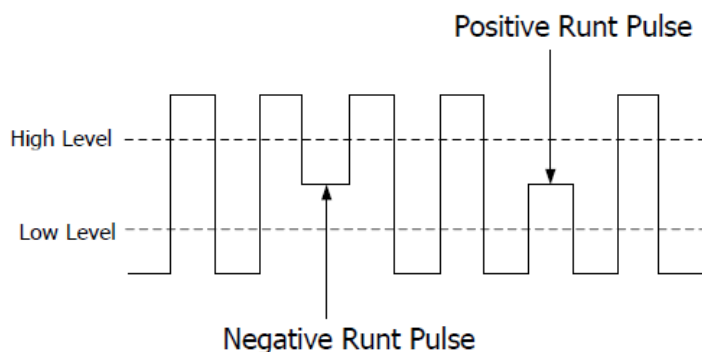 Positive Runt Pulse
High Level
Low Level
Negative Runt Pulse